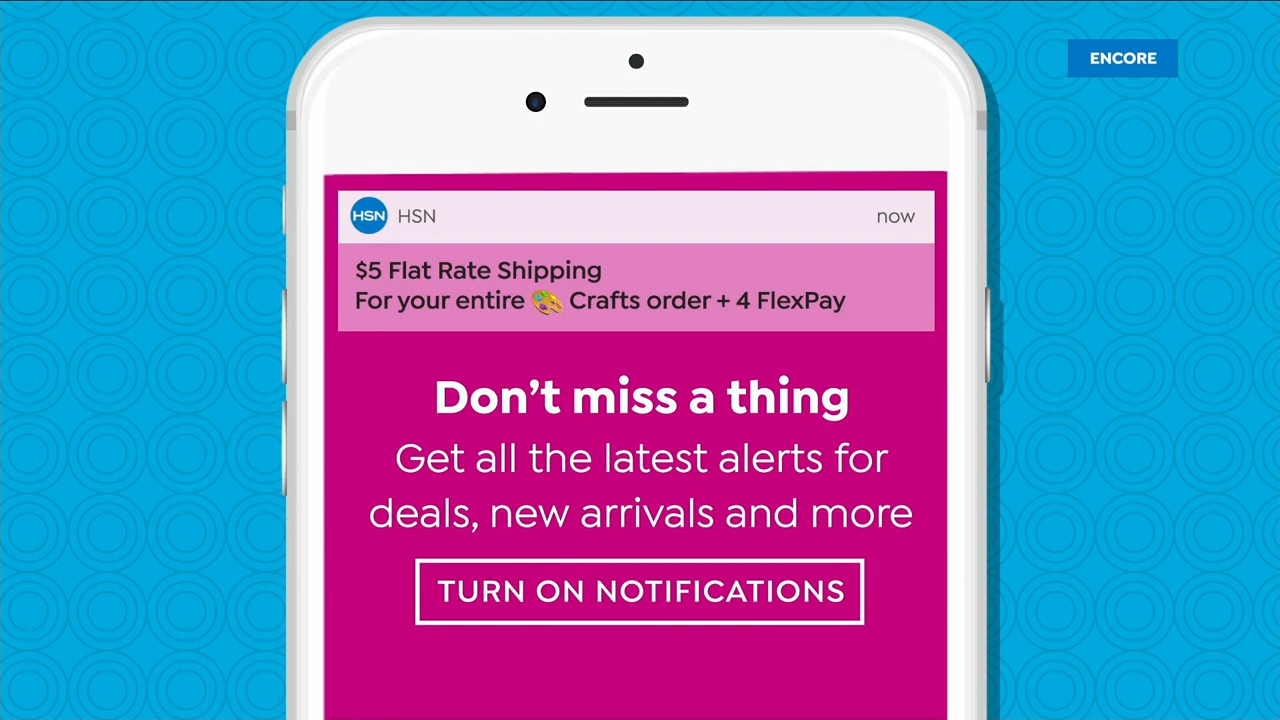 ENCORE
HSN HSN now
$5 Flat Rate Shipping
For your entire 🎨 Crafts order + 4 FlexPay
Don’t miss a thing
Get all the latest alerts for
deals, new arrivals and more
TURN ON NOTIFICATIONS